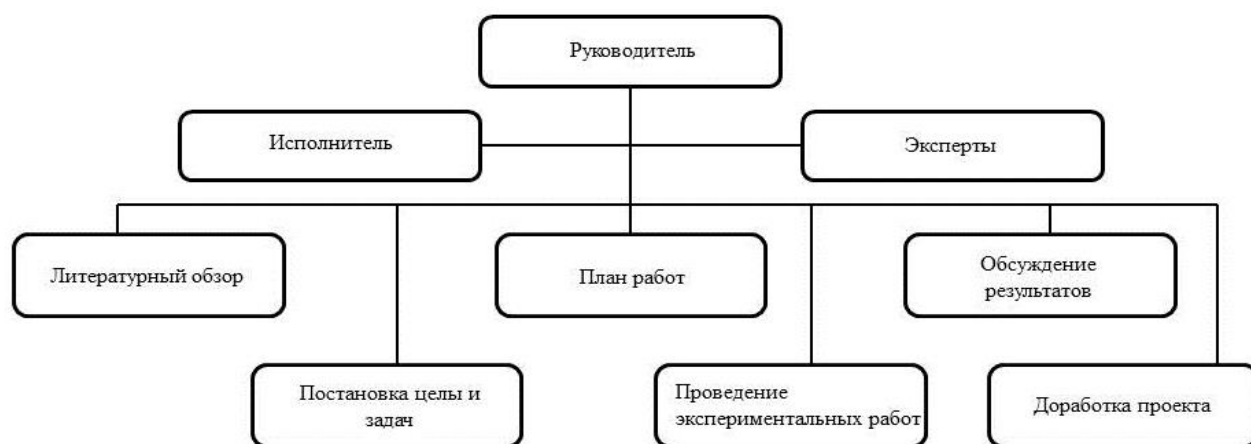 Руководитель
Исполнитель
Эксперты
Литературный обзор
План работ
Обсуждение
результатов
Постановка целы и
задач
Проведение
экспериментальных работ
Доработка проекта